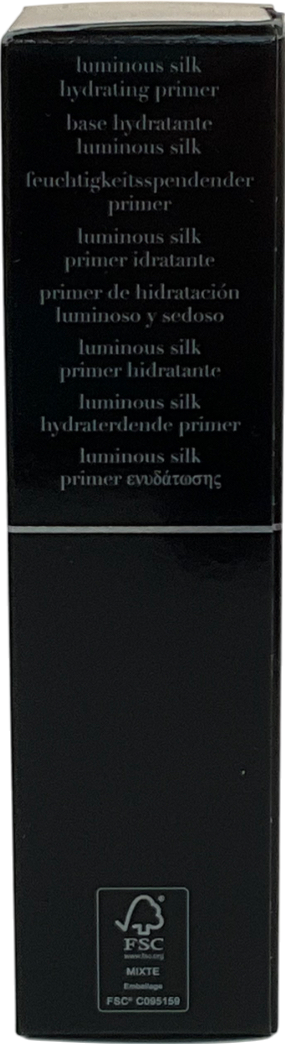 luminous silk
hydrating primer
base hydratante
luminous silk
feuchtigkeitsspendender
primer
luminous silk
primer idratante
primer de hidratación
luminoso y sedoso
luminous silk
primer hidratante
luminous silk
hydraterdende primer
luminous silk
primer ενυδάτωσης
FSC
www.fsc.org
MIXTE
Emballage
FSC® C095159